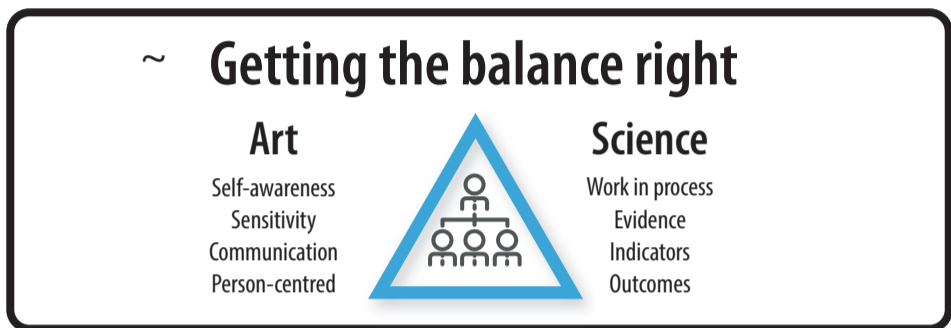 ~ Getting the balance right
Art
Self-awareness
Sensitivity
Communication
Person-centred
Science
Work in process
Evidence
Indicators
Outcomes